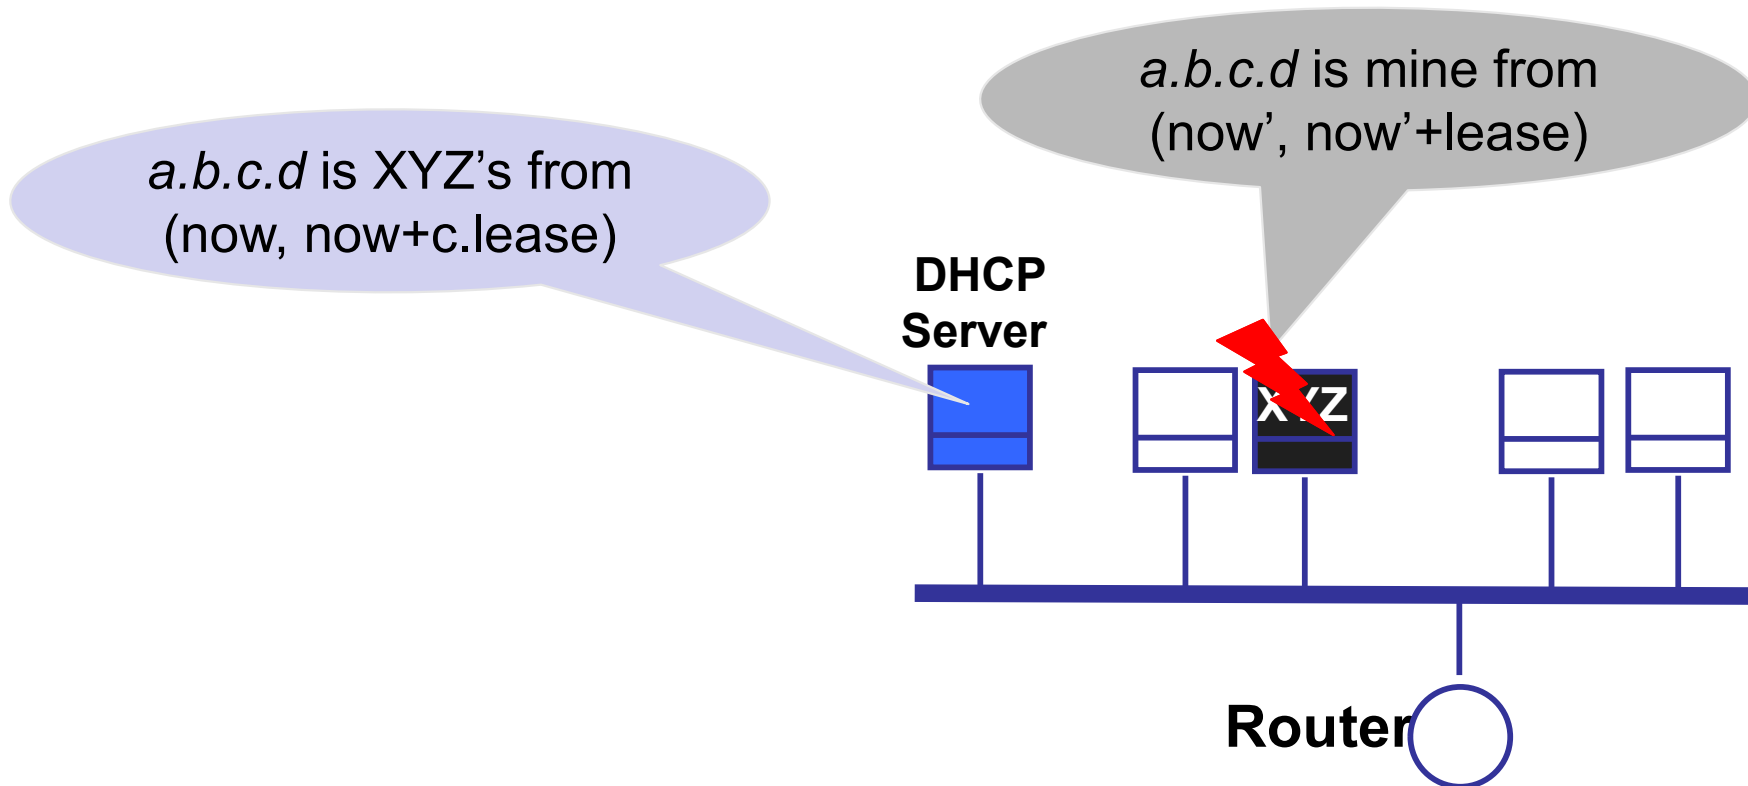 a.b.c.d is mine from
(now’, now’+lease)
a.b.c.d is XYZ’s from
(now, now+c.lease)
DHCP
Server
XYZ
Router